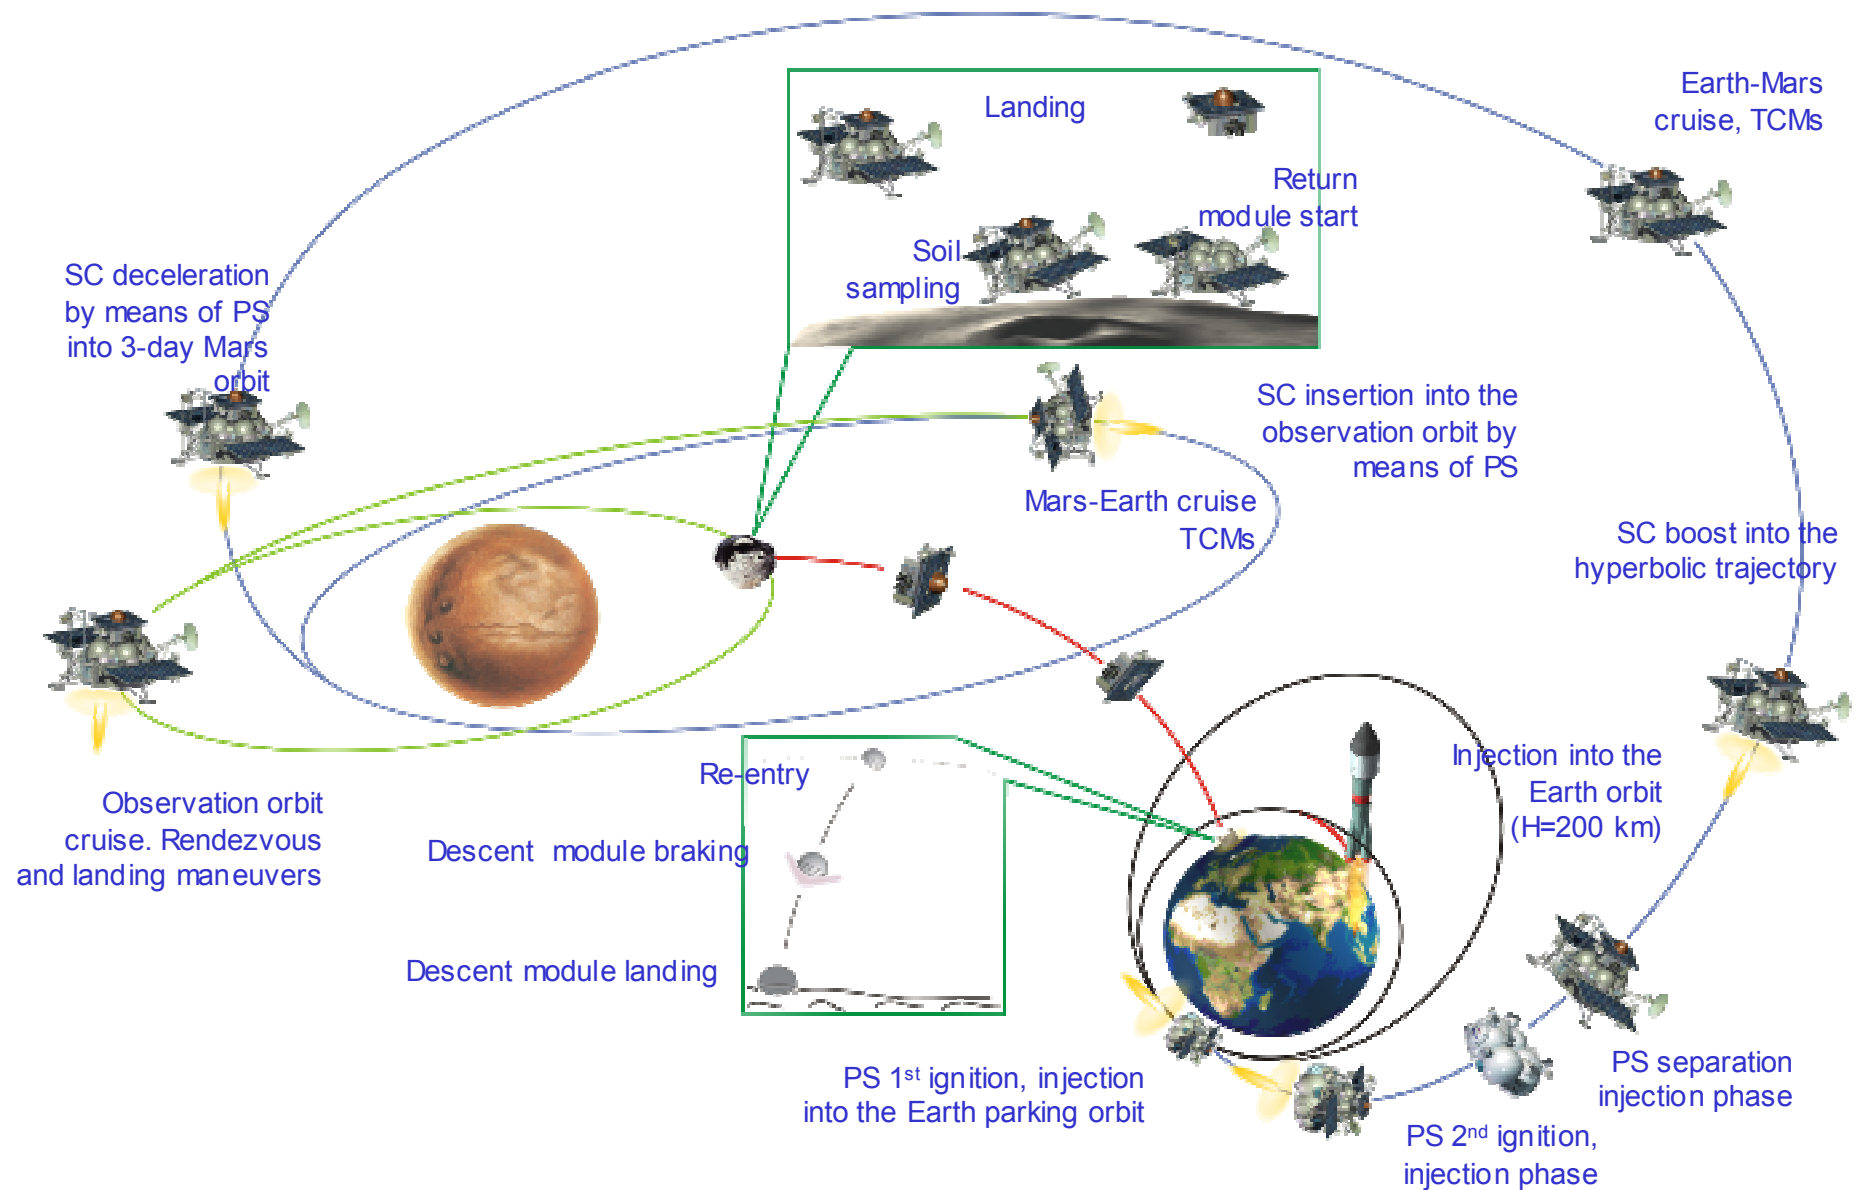 Earth-Mars
cruise, TCMs
Landing
Return
module start
Soil
sampling
SC deceleration
by means of PS
into 3-day Mars
orbit
SC insertion into the
observation orbit by
means of PS
Mars-Earth cruise
TCMs
SC boost into the
hyperbolic trajectory
Injection into the
Earth orbit
(H=200 km)
Re-entry
Observation orbit
cruise. Rendezvous
and landing maneuvers
Descent module braking
Descent module landing
PS 1st ignition, injection
into the Earth parking orbit
PS separation
injection phase
PS 2nd ignition,
injection phase